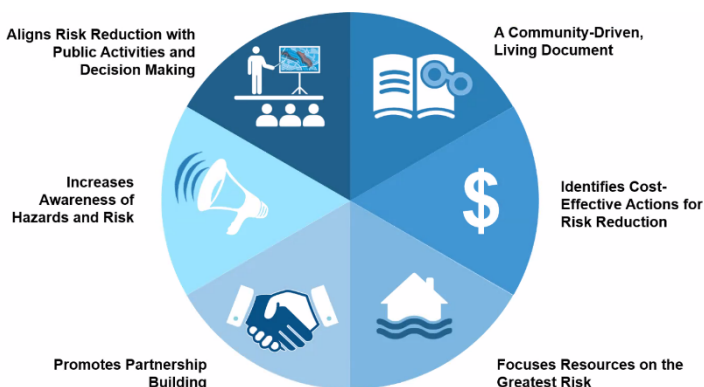 Aligns Risk Reduction with
Public Activities and
Decision Making
A Community-Driven,
Living Document
Increases
Awareness of
Hazards and Risk
$
Identifies Cost-
Effective Actions for
Risk Reduction
Promotes Partnership
Building
Focuses Resources on the
Greatest Risk